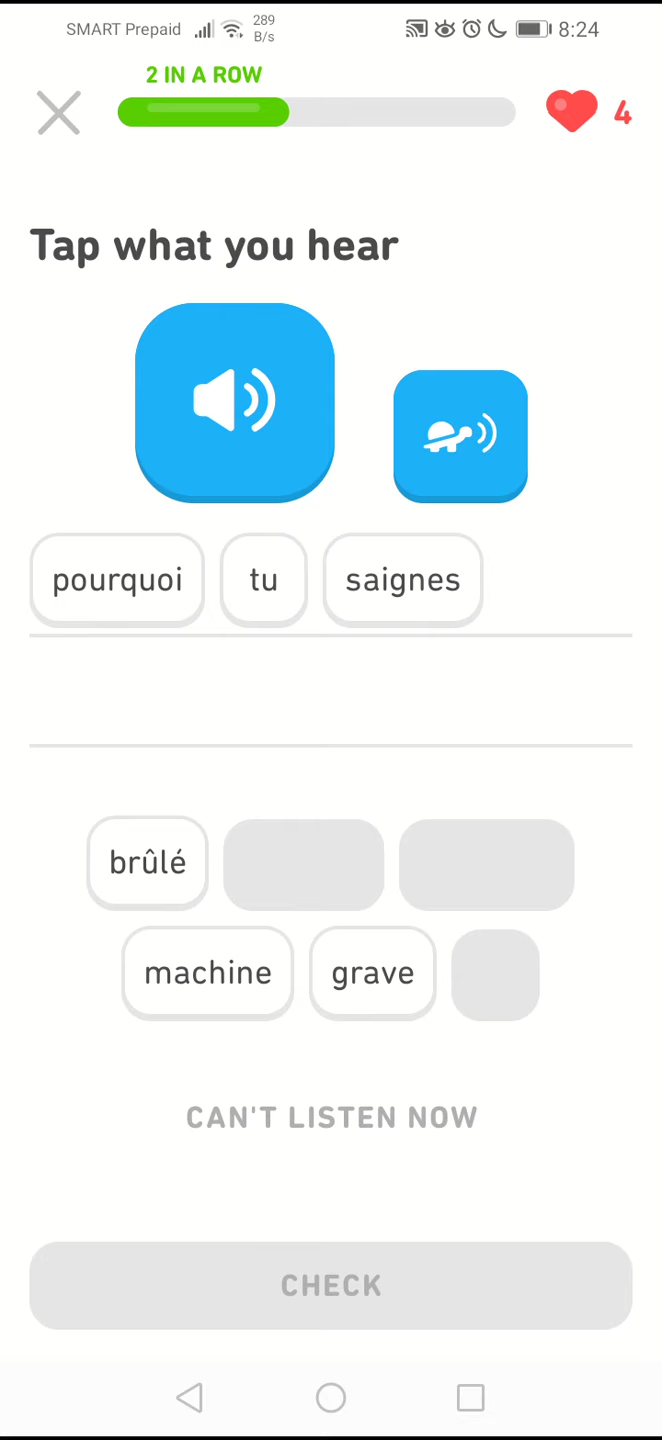 SMART Prepaid 289 B/s 8:24
2 IN A ROW
4
Tap what you hear
pourquoi tu saignes
brûlé
machine grave
CAN'T LISTEN NOW
CHECK